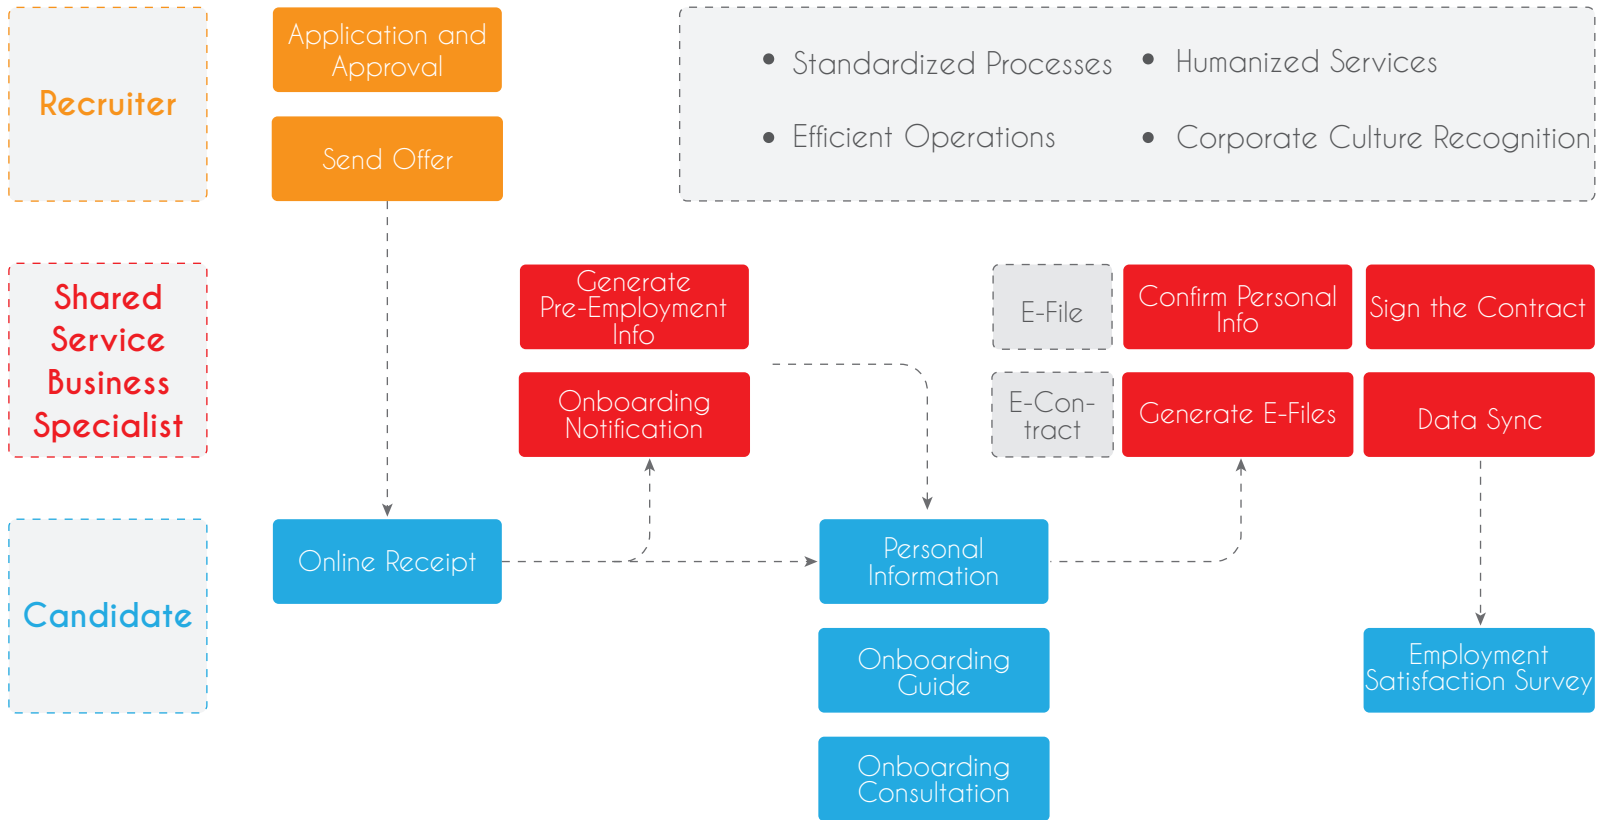 Recruiter
Application and
Approval
Send Offer
• Standardized Processes
• Humanized Services
• Efficient Operations
• Corporate Culture Recognition
Shared
Service
Business
Specialist
Generate
Pre-Employment
Info
Onboarding
Notification
E-File
Confirm Personal
Info
Sign the Contract
E-Con-
tract
Generate E-Files
Data Sync
Candidate
Online Receipt
Personal
Information
Onboarding
Guide
Onboarding
Consultation
Employment
Satisfaction Survey